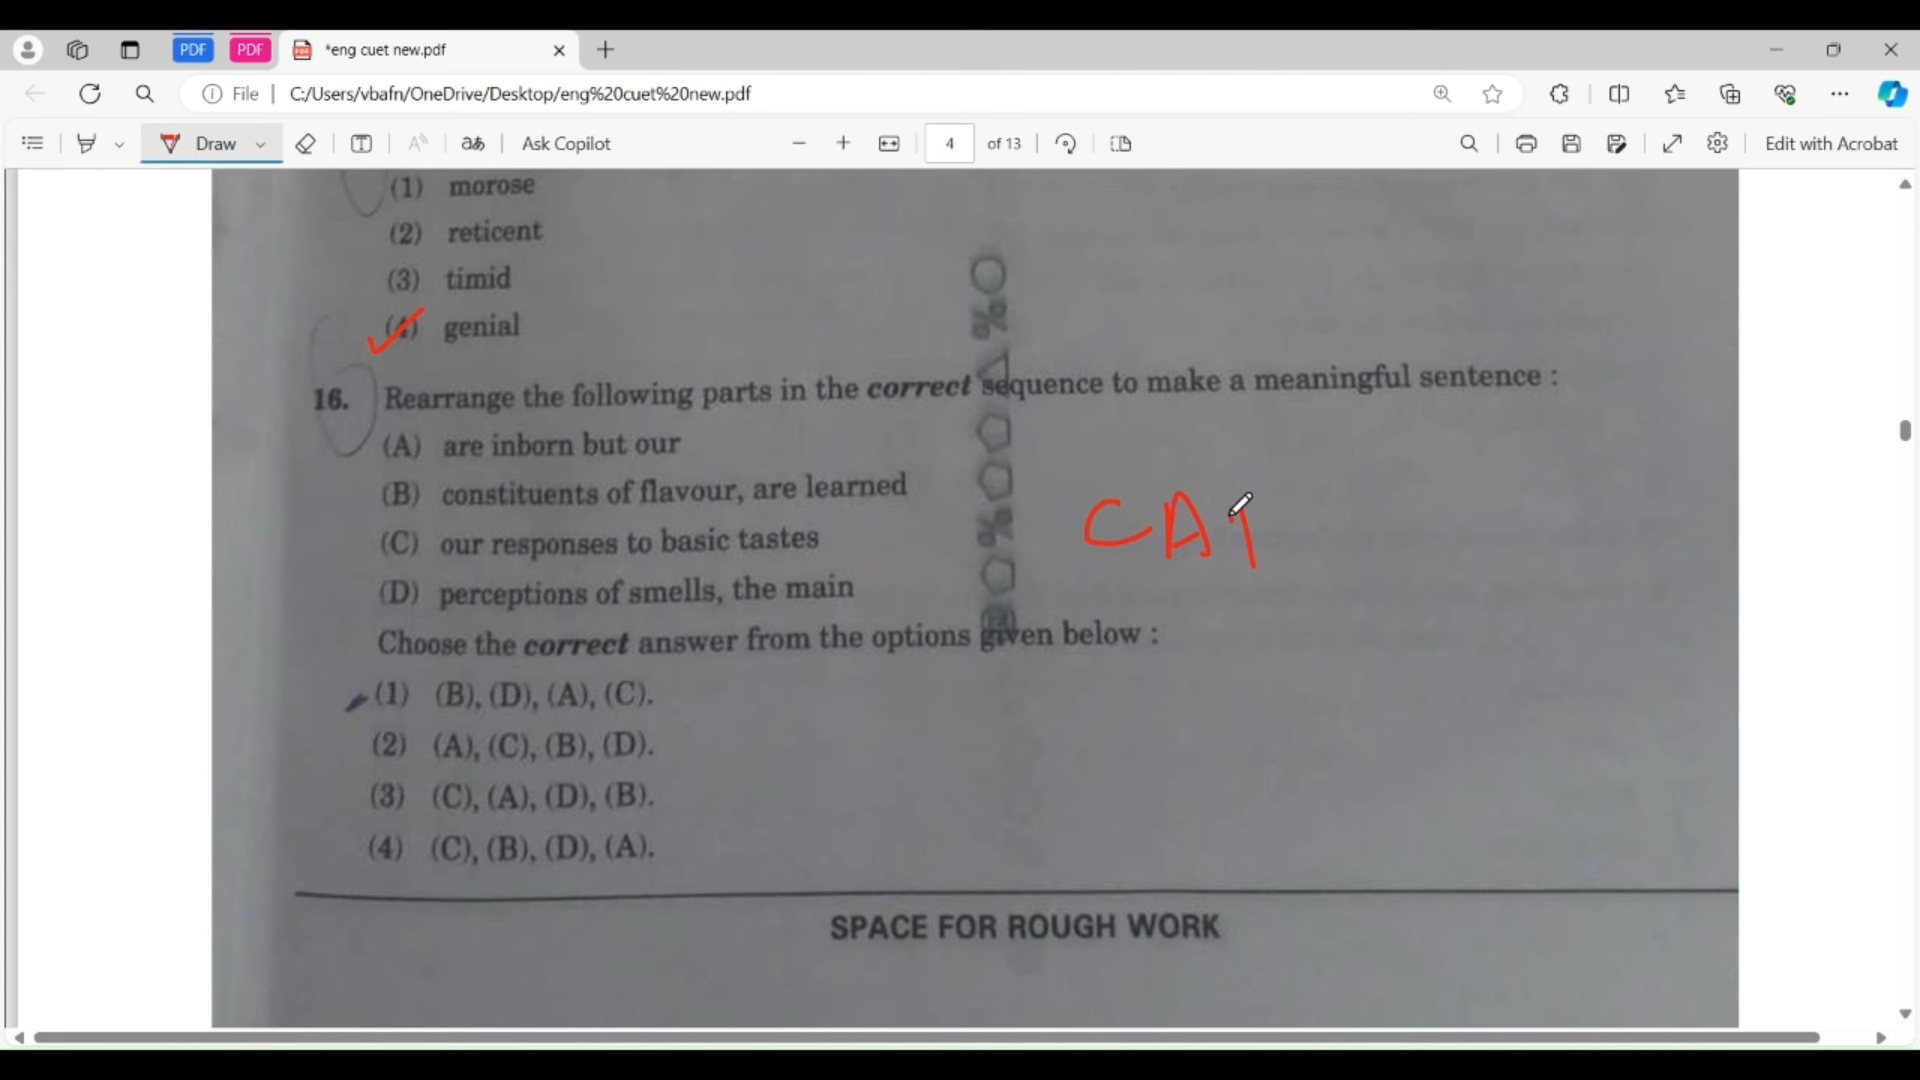 PDF
PDF
*eng cuet new.pdf
File
C:/Users/vbafn/OneDrive/Desktop/eng%20cuet%20new.pdf
Draw
Ask Copilot
4
of 13
Edit with Acrobat
(1) morose
(2) reticent
(3) timid
(4) genial
16. Rearrange the following parts in the correct sequence to make a meaningful sentence :
(A) are inborn but our
(B) constituents of flavour, are learned
(C) our responses to basic tastes
(D) perceptions of smells, the main
CA
Choose the correct answer from the options given below :
(1) (B), (D), (A), (C).
(2) (A), (C), (B), (D).
(3) (C), (A), (D), (B).
(4) (C), (B), (D), (A).
SPACE FOR ROUGH WORK